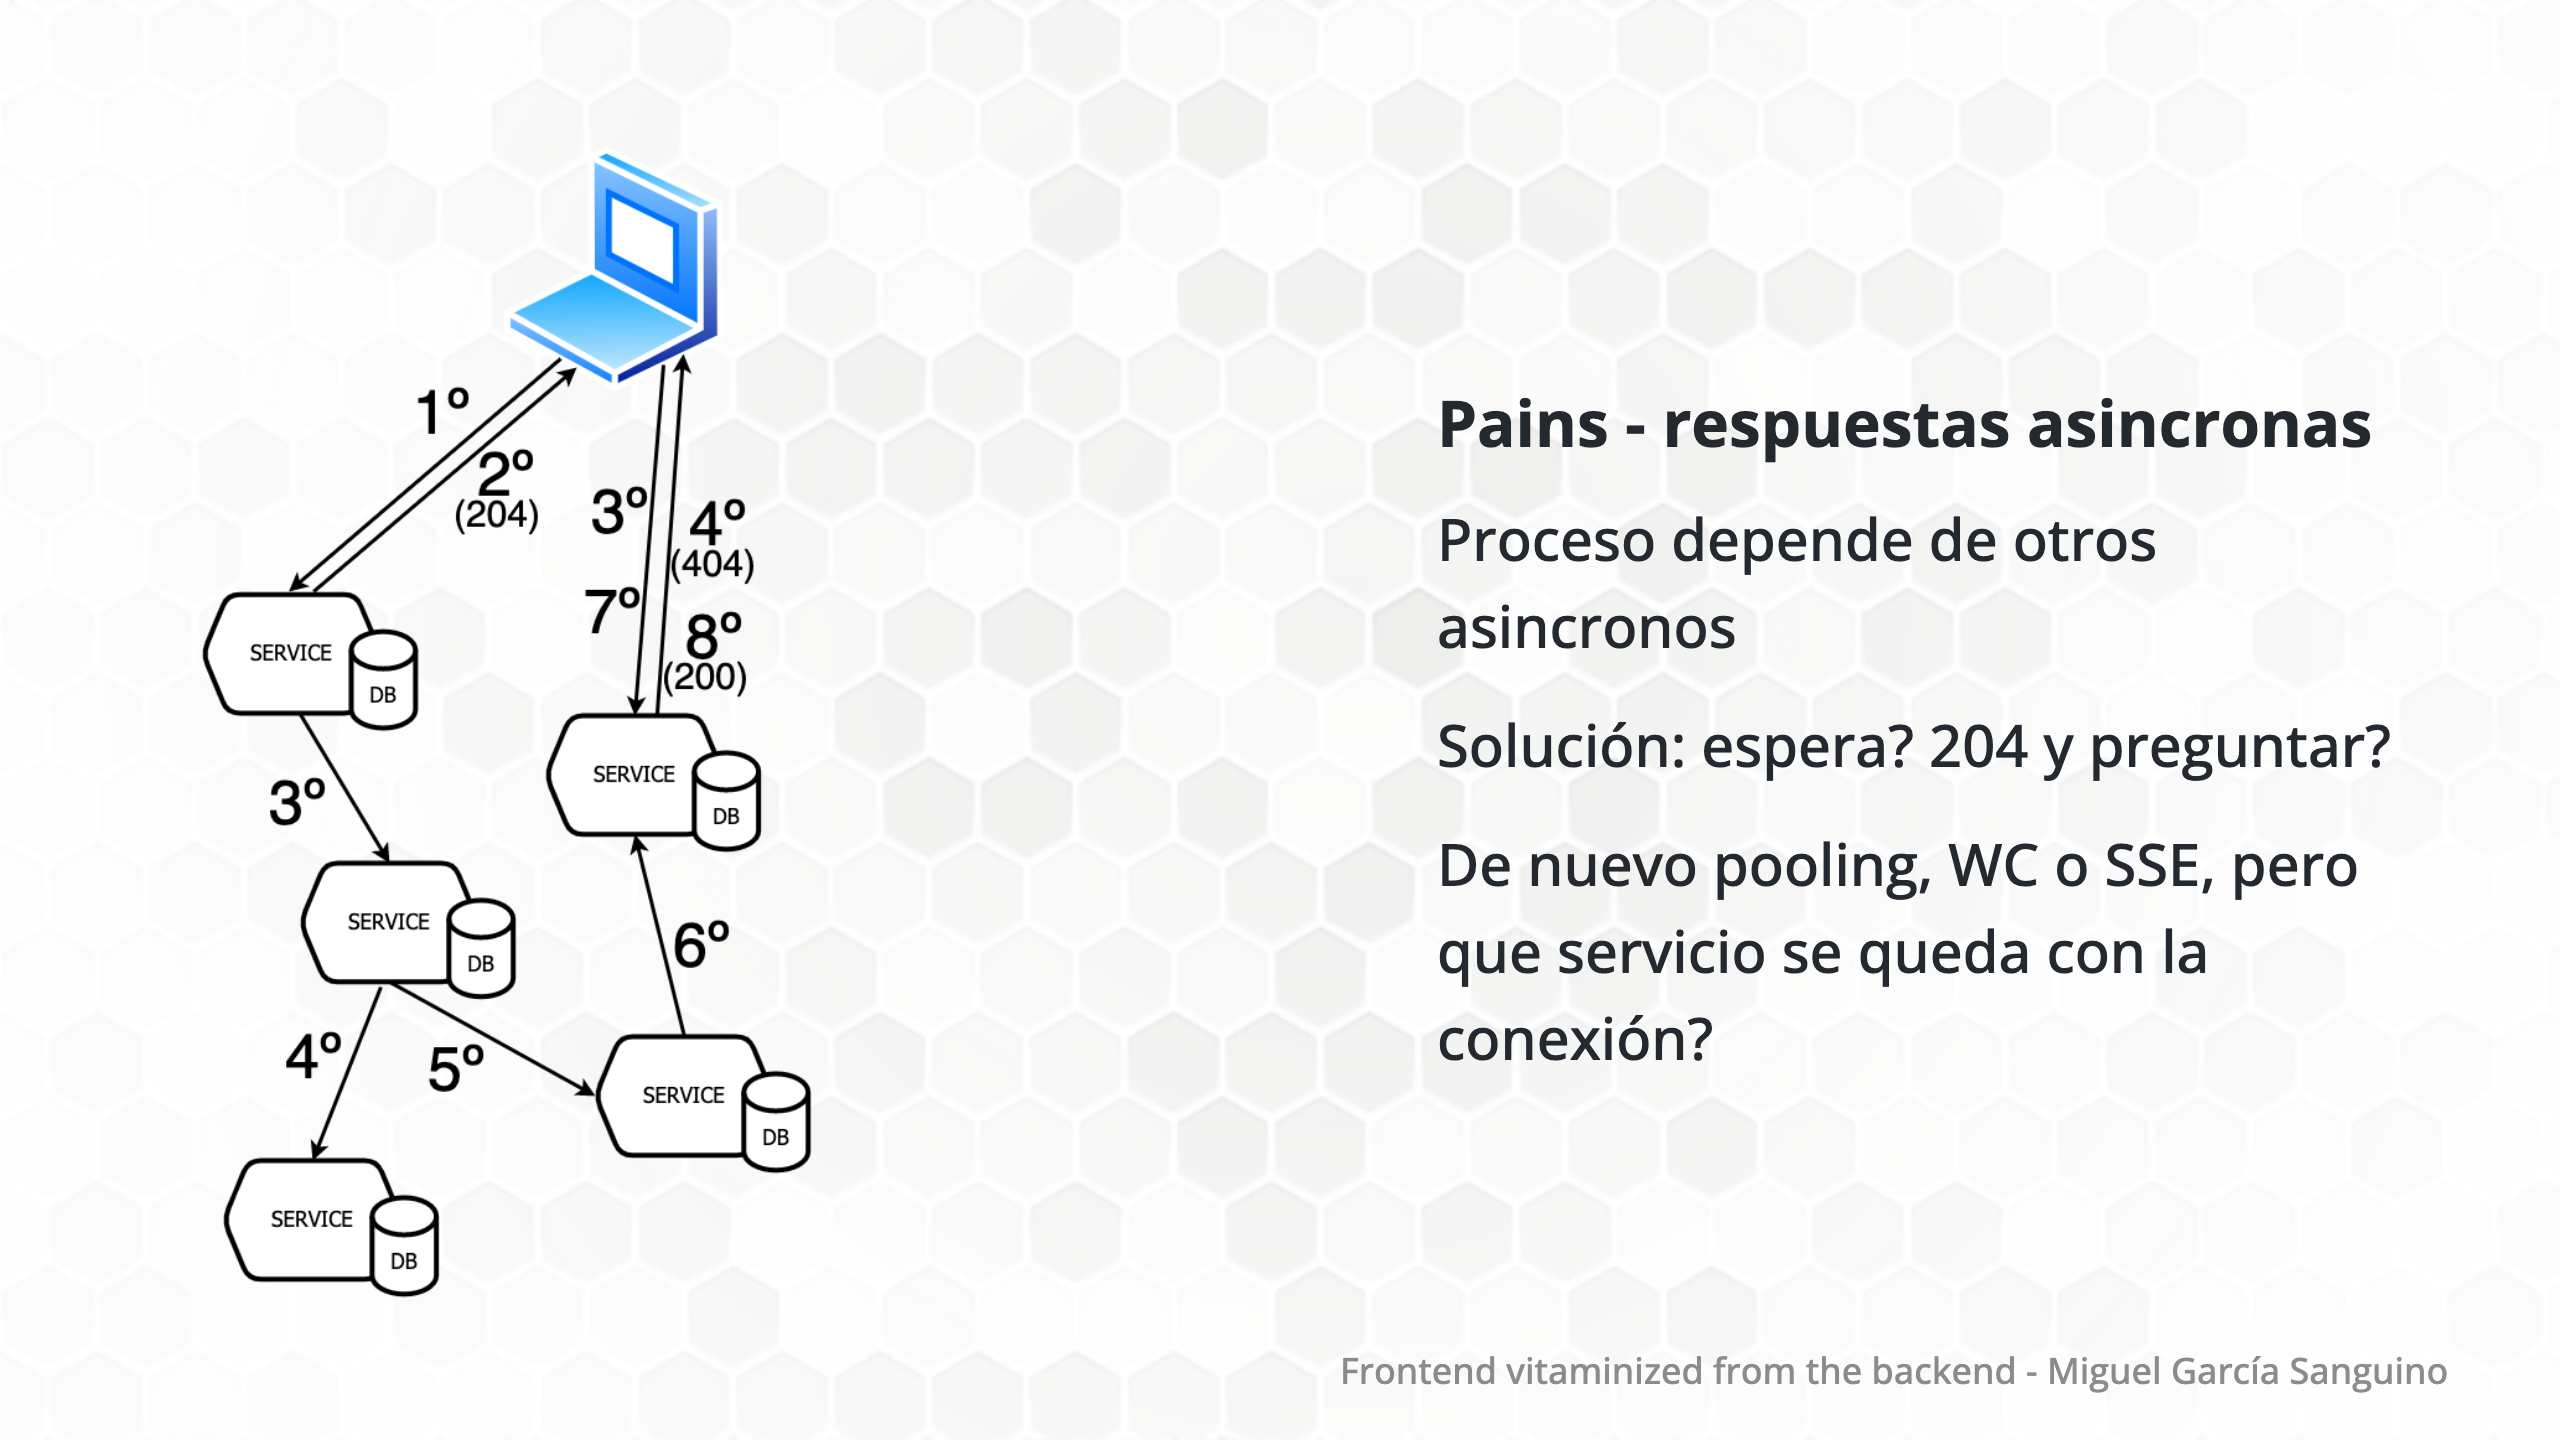 1º
2º
(204)
3º
4º
(404)
7º
8º
(200)
SERVICE
DB
SERVICE
DB
3º
SERVICE
DB
6º
4º
5º
SERVICE
DB
SERVICE
DB
Pains - respuestas asincronas
Proceso depende de otros
asincronos
Solución: espera? 204 y preguntar?
De nuevo pooling, WC o SSE, pero
que servicio se queda con la
conexión?
Frontend vitaminized from the backend - Miguel García Sanguino